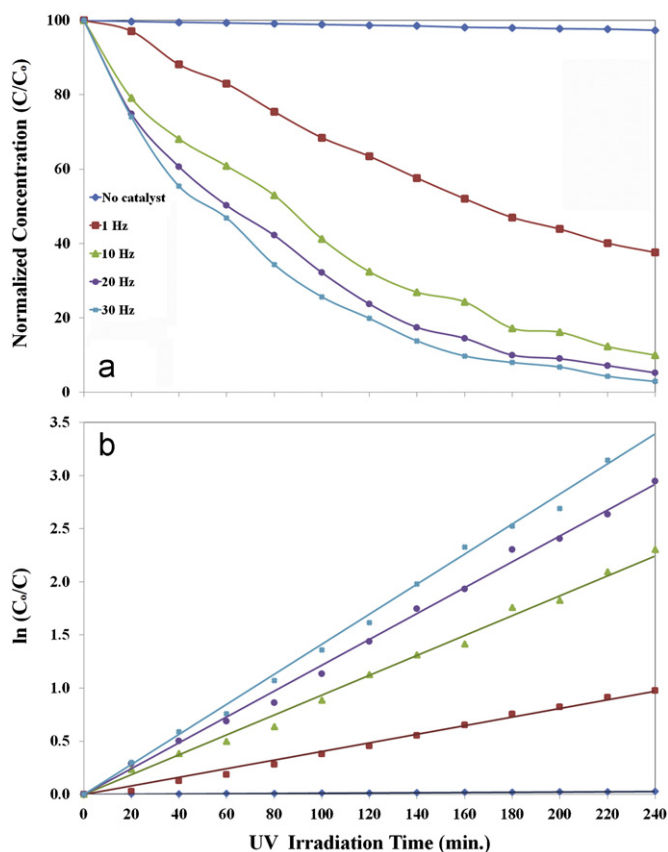 Normalized Concentration (C/Cₒ)
100
80
60
40
20
0
No catalyst
1 Hz
10 Hz
20 Hz
30 Hz
a
ln (Cₒ/C)
3.5
3.0
2.5
2.0
1.5
1.0
0.5
0.0
b
0 20 40 60 80 100 120 140 160 180 200 220 240
UV Irradiation Time (min.)